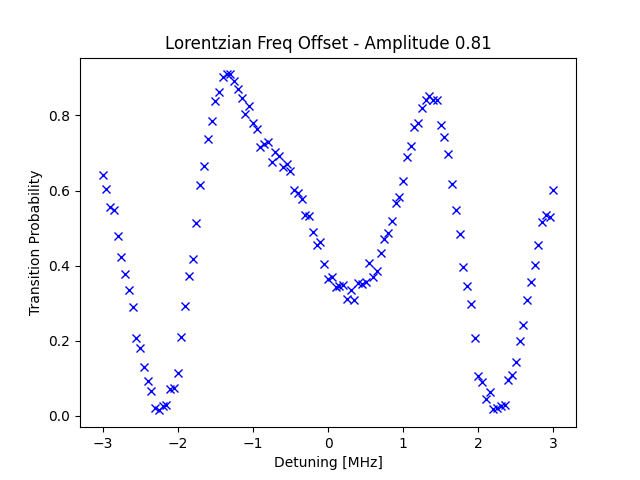 Lorentzian Freq Offset - Amplitude 0.81
Transition Probability
0.8
0.6
0.4
0.2
0.0
−3 −2 −1 0 1 2 3
Detuning [MHz]